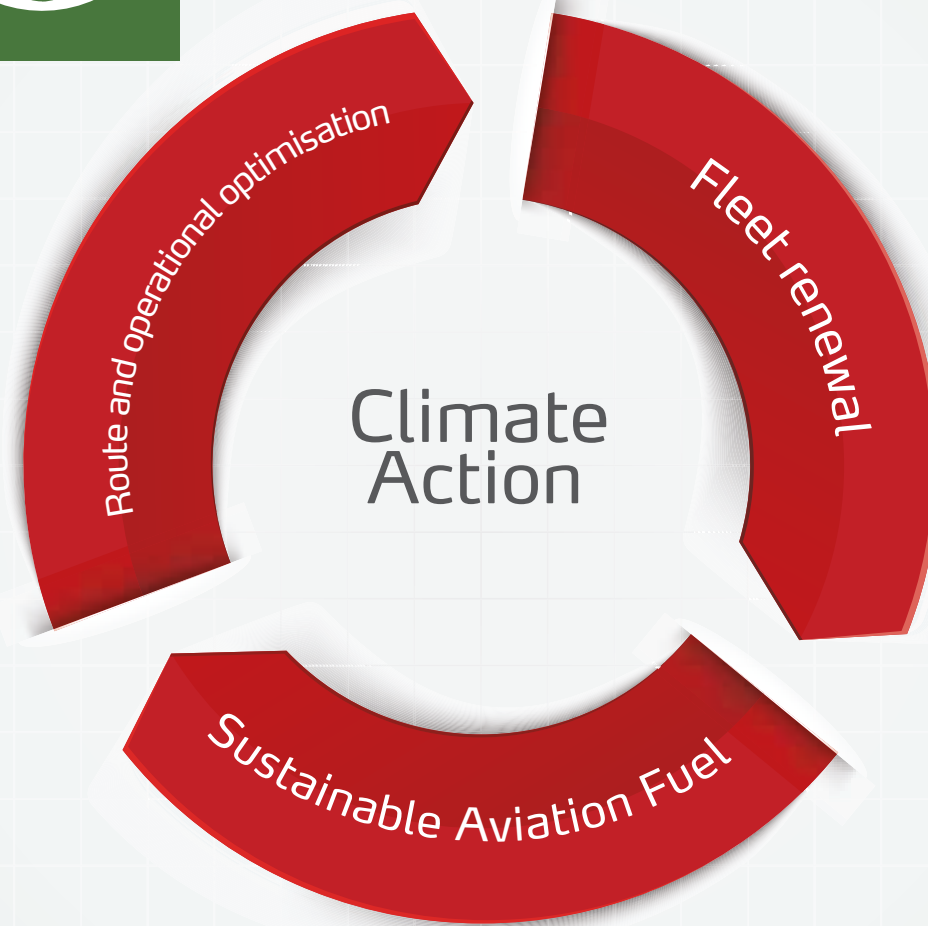 Route and operational optimisation
Fleet renewal
Climate
Action
Sustainable Aviation Fuel